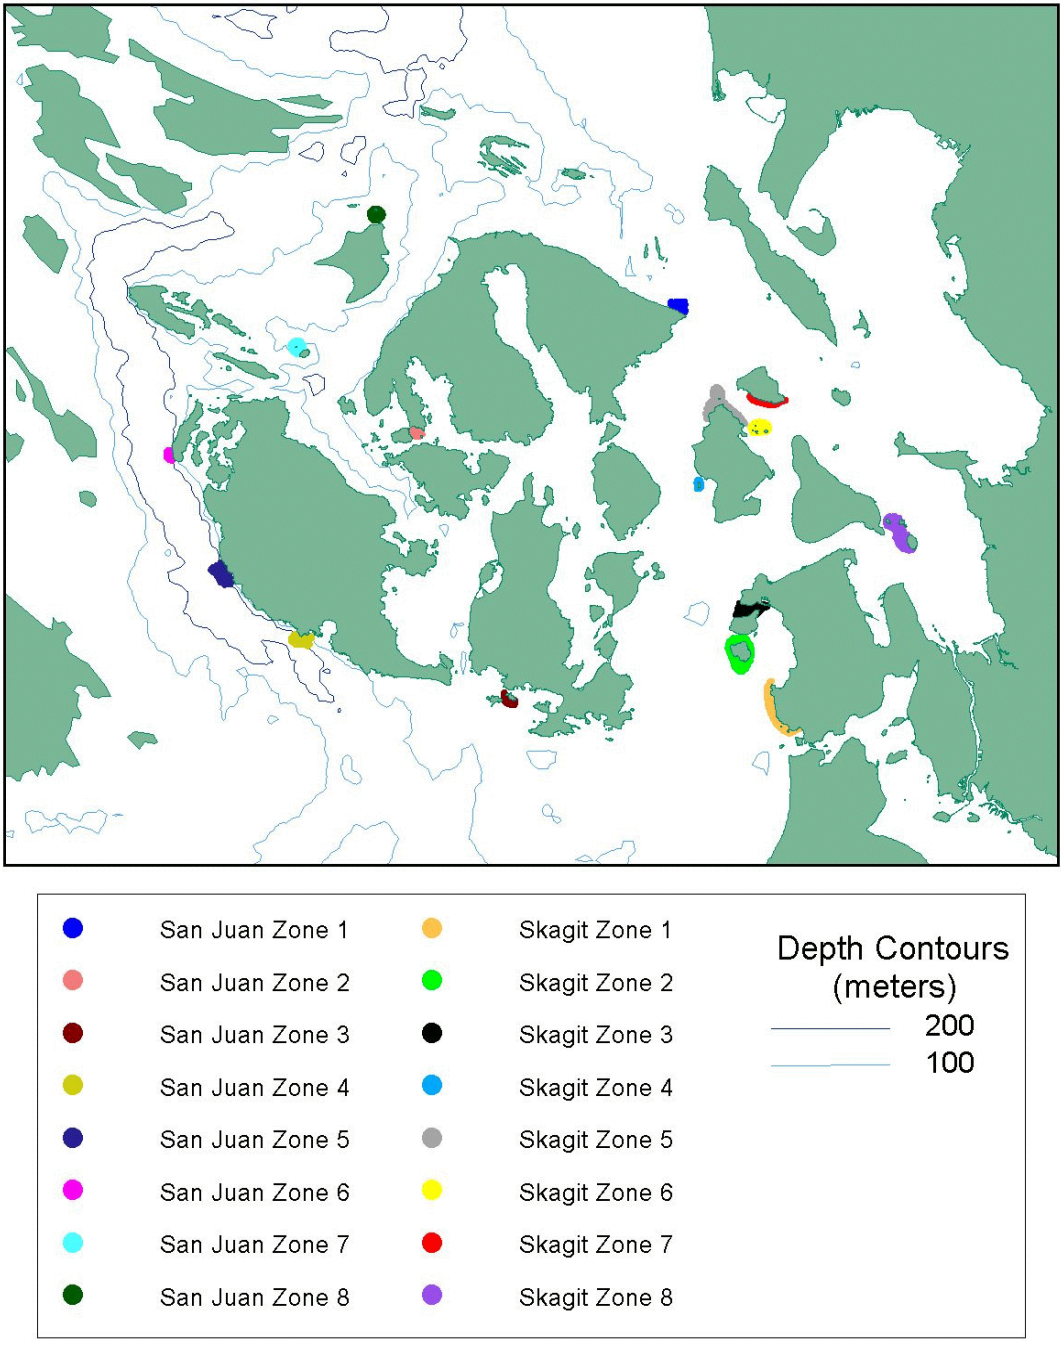 San Juan Zone 1
San Juan Zone 2
San Juan Zone 3
San Juan Zone 4
San Juan Zone 5
San Juan Zone 6
San Juan Zone 7
San Juan Zone 8
Skagit Zone 1
Skagit Zone 2
Skagit Zone 3
Skagit Zone 4
Skagit Zone 5
Skagit Zone 6
Skagit Zone 7
Skagit Zone 8
Depth Contours
(meters)
200
100